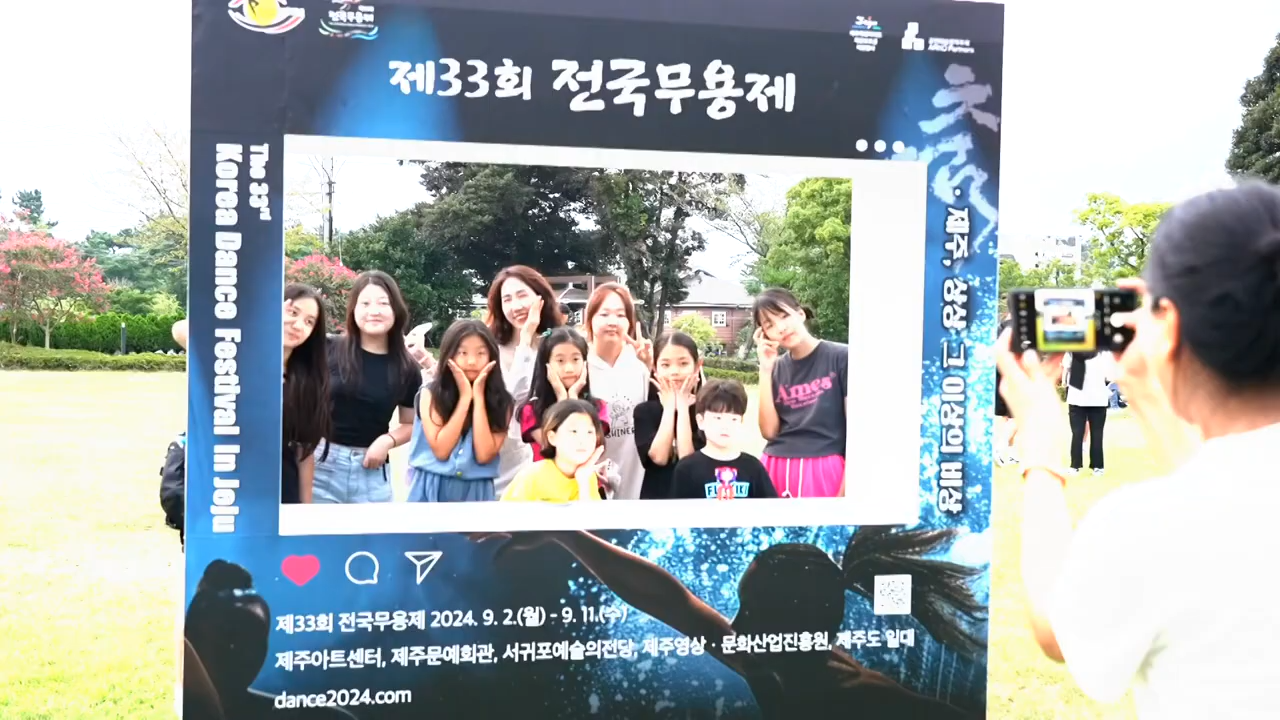 제33회 전국무용제
The 33rd
Korea Dance Festival in Jeju
제주, 상상 그 이상의 비상
Ames
제33회 전국무용제 2024. 9. 2.(월) - 9. 11.(수)
제주아트센터, 제주문예회관, 서귀포예술의전당, 제주영상·문화산업진흥원, 제주도 일대
dance2024.com